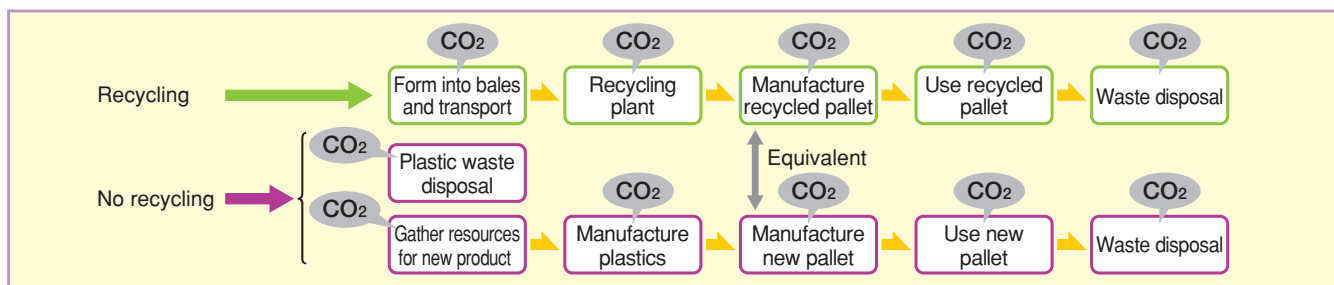 CO2 CO2 CO2 CO2 CO2
Recycling
Form into bales
and transport
Recycling
plant
Manufacture
recycled pallet
Use recycled
pallet
Waste disposal
No recycling
CO2
Plastic waste
disposal
Equivalent
CO2 CO2 CO2 CO2 CO2
Gather resources
for new product
Manufacture
plastics
Manufacture
new pallet
Use new
pallet
Waste disposal